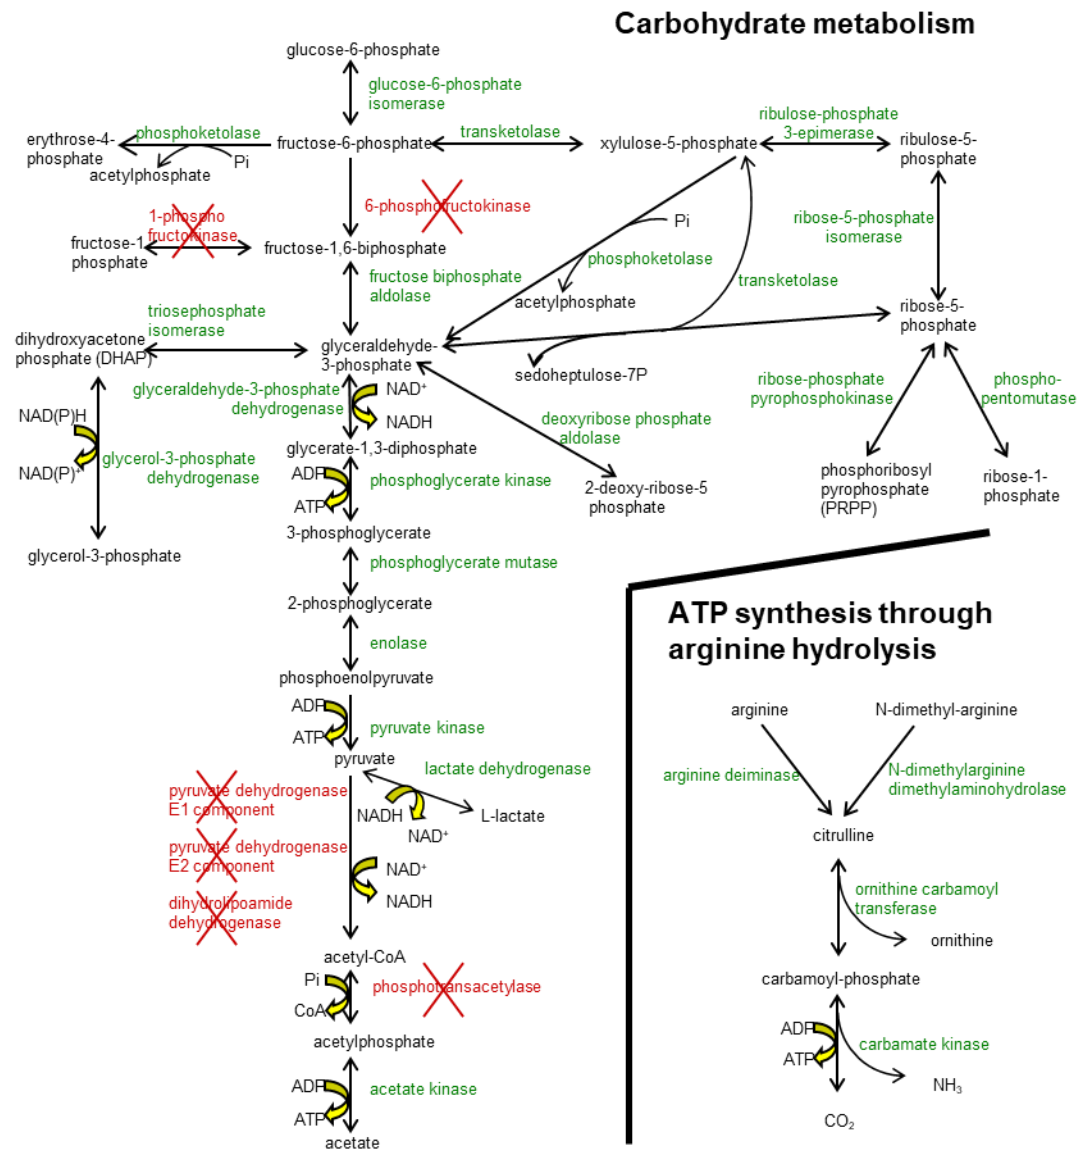 Carbohydrate metabolism
glucose-6-phosphate
glucose-6-phosphate
isomerase
erythrose-4-
phosphate
phosphoketolase
Pi
acetylphosphate
fructose-6-phosphate
transketolase
xylulose-5-phosphate
ribulose-phosphate
3-epimerase
ribulose-5-
phosphate
1-phospho
fructokinase
fructose-1
phosphate
6-phosphofructokinase
fructose-1,6-biphosphate
Pi
phosphoketolase
acetylphosphate
transketolase
ribose-5-phosphate
isomerase
ribose-5-
phosphate
fructose biphosphate
aldolase
triosephosphate
isomerase
dihydroxyacetone
phosphate (DHAP)
glyceraldehyde-
3-phosphate
sedoheptulose-7P
glyceraldehyde-3-phosphate
dehydrogenase
NAD⁺
NADH
deoxyribose phosphate
aldolase
2-deoxy-ribose-5
phosphate
ribose-phosphate
pyrophosphokinase
phospho-
pentomutase
phosphoribosyl
pyrophosphate
(PRPP)
ribose-1-
phosphate
NAD(P)H
NAD(P)⁺
glycerol-3-phosphate
dehydrogenase
glycerol-3-phosphate
glycerate-1,3-diphosphate
ADP
ATP
phosphoglycerate kinase
3-phosphoglycerate
phosphoglycerate mutase
2-phosphoglycerate
enolase
phosphoenolpyruvate
ADP
ATP
pyruvate kinase
pyruvate
lactate dehydrogenase
NADH
NAD⁺
L-lactate
pyruvate dehydrogenase
E1 component
pyruvate dehydrogenase
E2 component
dihydrolipoamide
dehydrogenase
NAD⁺
NADH
acetyl-CoA
Pi
CoA
phosphotransacetylase
acetylphosphate
ADP
ATP
acetate kinase
acetate
ATP synthesis through
arginine hydrolysis
arginine
N-dimethyl-arginine
arginine deiminase
N-dimethylarginine
dimethylaminohydrolase
citrulline
ornithine carbamoyl
transferase
ornithine
carbamoyl-phosphate
ADP
ATP
carbamate kinase
NH₃
CO₂